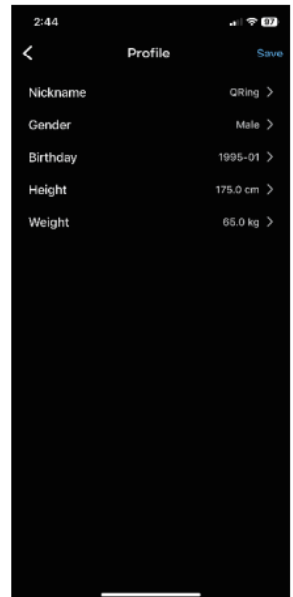 2:44 97
Profile Save
Nickname QRing >
Gender Male >
Birthday 1995-01 >
Height 175.0 cm >
Weight 65.0 kg >